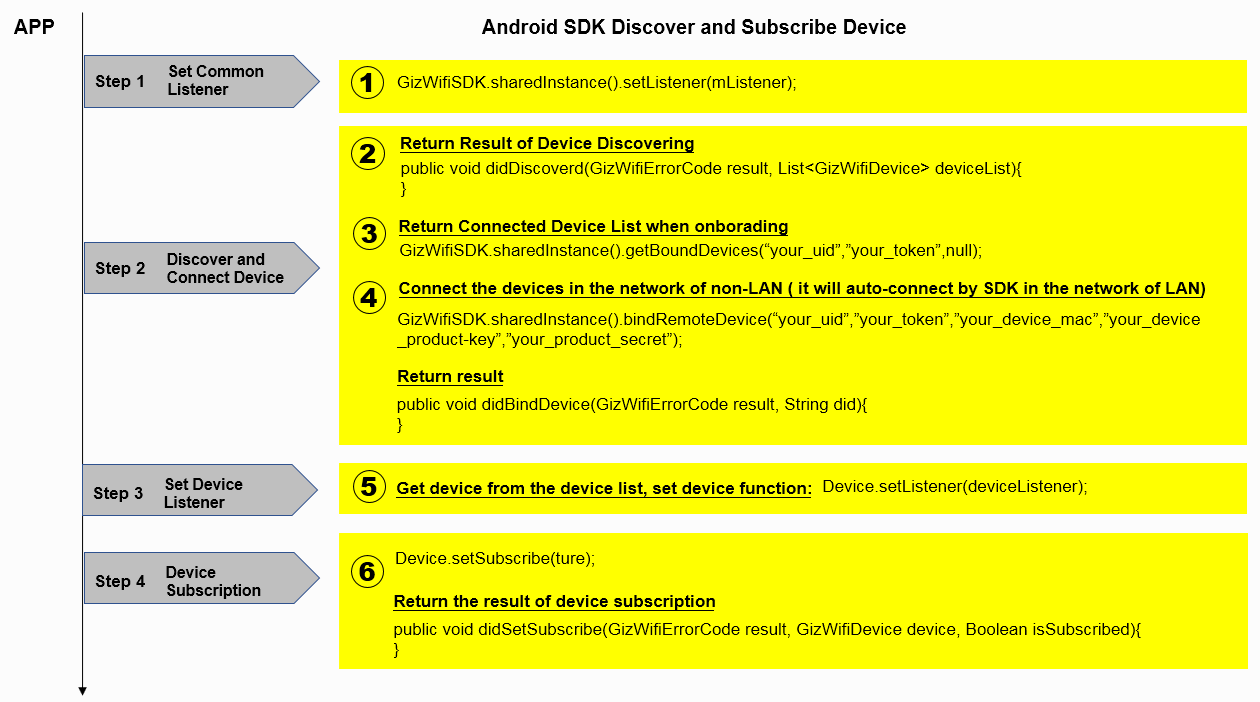 APP
Android SDK Discover and Subscribe Device
Step 1
Set Common
Listener
1
GizWifiSDK.sharedInstance().setListener(mListener);
Step 2
Discover and
Connect Device
2
Return Result of Device Discovering
public void didDiscoverd(GizWifiErrorCode result, List<GizWifiDevice> deviceList){
}
3
Return Connected Device List when onborading
GizWifiSDK.sharedInstance().getBoundDevices(“your_uid”,”your_token”,null);
4
Connect the devices in the network of non-LAN ( it will auto-connect by SDK in the network of LAN)
GizWifiSDK.sharedInstance().bindRemoteDevice(“your_uid”,”your_token”,”your_device_mac”,”your_device
_product-key”,”your_product_secret”);
Return result
public void didBindDevice(GizWifiErrorCode result, String did){
}
Step 3
Set Device
Listener
5
Get device from the device list, set device function: Device.setListener(deviceListener);
Step 4
Device
Subscription
6
Device.setSubscribe(ture);
Return the result of device subscription
public void didSetSubscribe(GizWifiErrorCode result, GizWifiDevice device, Boolean isSubscribed){
}